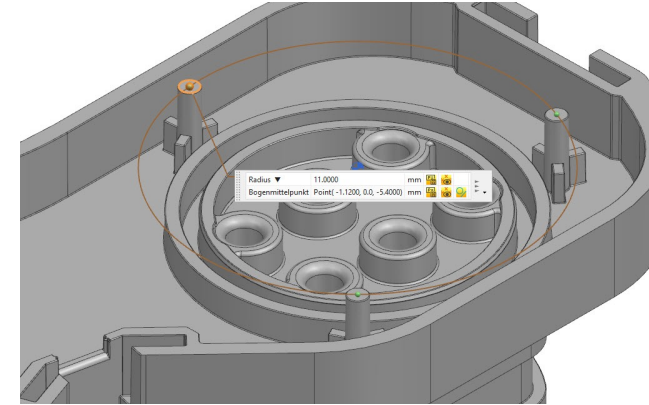 Radius ▼ 11.0000 mm
Bogenmittelpunkt Point( -1.1200, 0.0, -5.4000) mm